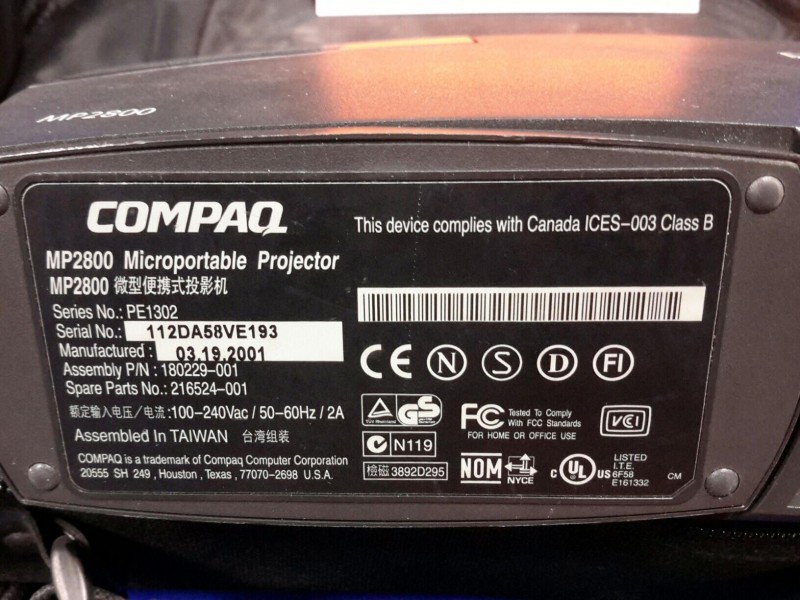 MP2800
COMPAQ
This device complies with Canada ICES-003 Class B
MP2800 Microportable Projector
MP2800 微型便携式投影机
Series No.: PE1302
Serial No.: 112DA58VE193
Manufactured : 03.19.2001
Assembly P/N : 180229-001
Spare Parts No.: 216524-001
额定输入电压/电流:100-240Vac / 50-60Hz / 2A
Assembled In TAIWAN 台湾组装
COMPAQ is a trademark of Compaq Computer Corporation
20555 SH 249 , Houston , Texas , 77070-2698 U.S.A.
CE N S D FI
TÜV Rheinland GS
FC Tested To Comply
With FCC Standards
FOR HOME OR OFFICE USE
VCI
N119
檢磁 3892D295
NOM NYCE
c UL US LISTED
I.T.E.
6F58
E161332
CM